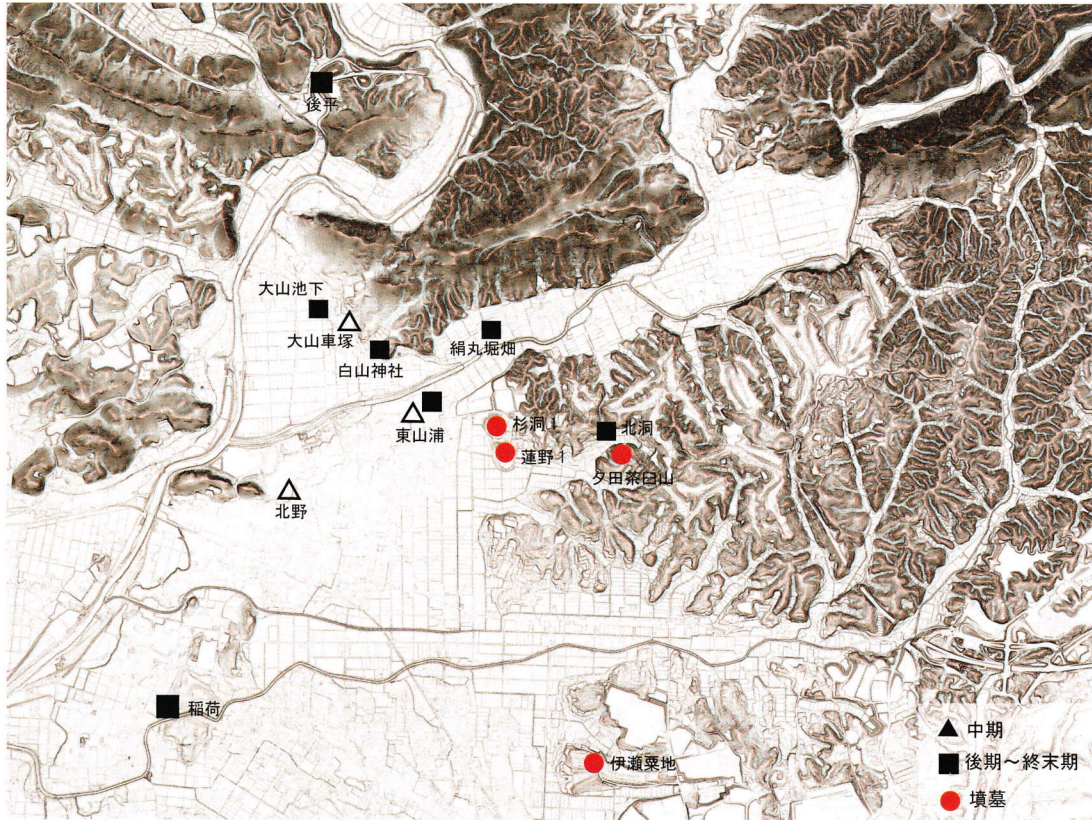 後平
大山池下
大山車塚
白山神社
絹丸堀畑
東山浦
杉洞1
蓮野1
北洞
夕田茶臼山
北野
稲荷
伊瀬粟地
中期
後期〜終末期
墳墓